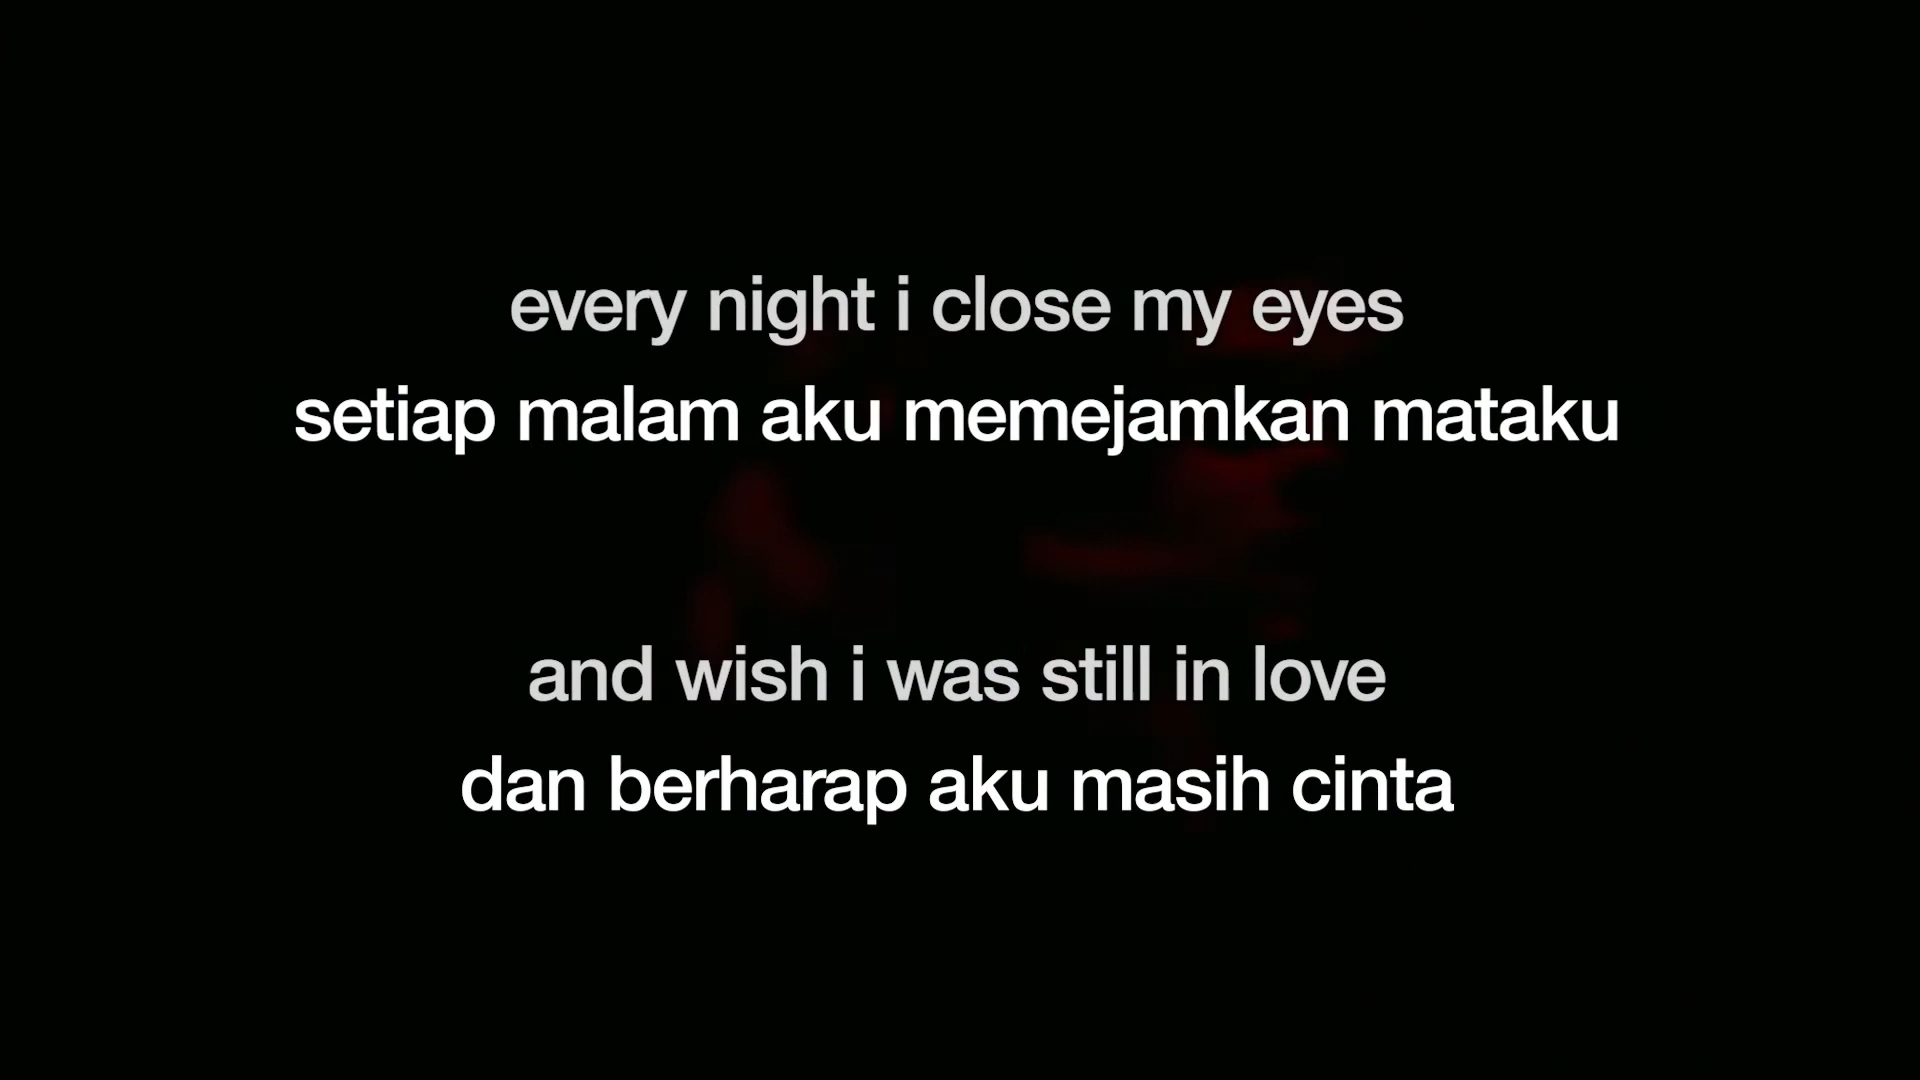 every night i close my eyes
setiap malam aku memejamkan mataku
and wish i was still in love
dan berharap aku masih cinta